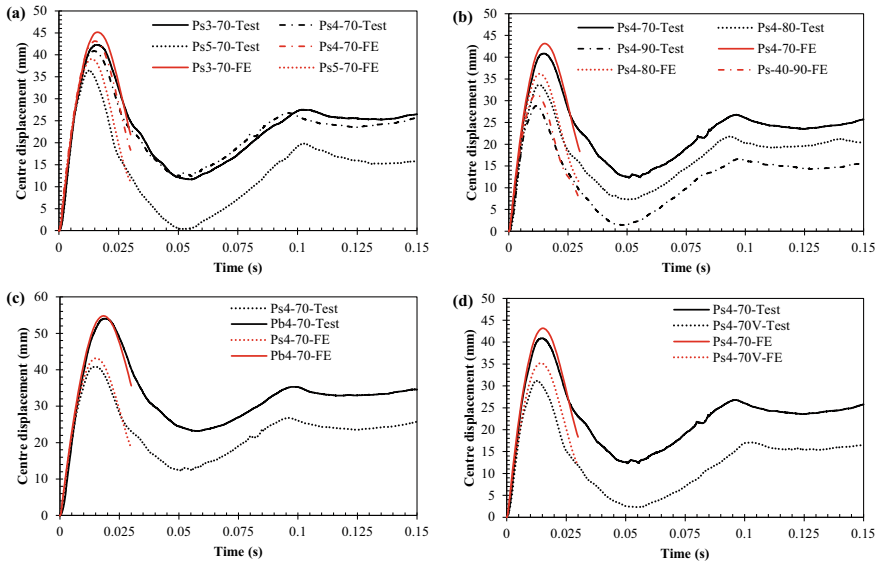 (a)
Ps3-70-Test Ps4-70-Test
Ps5-70-Test Ps4-70-FE
Ps3-70-FE Ps5-70-FE
Centre displacement (mm)
50
45
40
35
30
25
20
15
10
5
0
0 0.025 0.05 0.075 0.1 0.125 0.15
Time (s)
(b)
Ps4-70-Test Ps4-80-Test
Ps4-90-Test Ps4-70-FE
Ps4-80-FE Ps-40-90-FE
Centre displacement (mm)
50
45
40
35
30
25
20
15
10
5
0
0 0.025 0.05 0.075 0.1 0.125 0.15
Time (s)
(c)
Ps4-70-Test
Pb4-70-Test
Ps4-70-FE
Pb4-70-FE
Centre displacement (mm)
60
50
40
30
20
10
0
0 0.025 0.05 0.075 0.1 0.125 0.15
Time (s)
(d)
Ps4-70-Test
Ps4-70V-Test
Ps4-70-FE
Ps4-70V-FE
Centre displacement (mm)
50
45
40
35
30
25
20
15
10
5
0
0 0.025 0.05 0.075 0.1 0.125 0.15
Time (s)